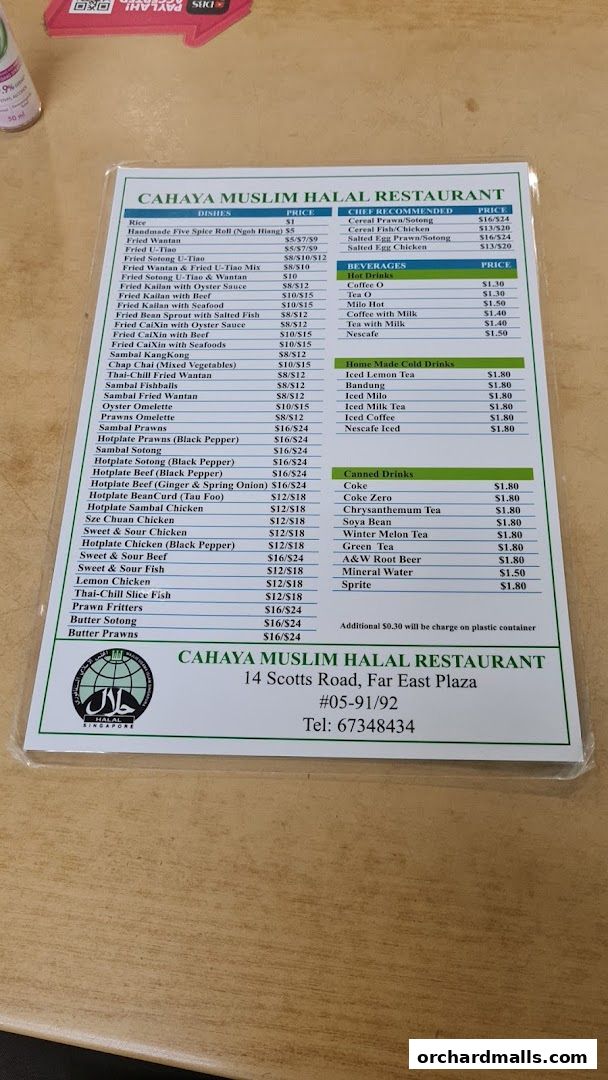 PAYLAH!
ACCEPTED
DBS
.9%
50 ml
CAHAYA MUSLIM HALAL RESTAURANT
DISHES PRICE
Rice $1
Handmade Five Spice Roll (Ngoh Hiang) $5
Fried Wantan $5/$7/$9
Fried U-Tiao $5/$7/$9
Fried Sotong U-Tiao $8/$10/$12
Fried Wantan & Fried U-Tiao Mix $8/$10
Fried Sotong U-Tiao & Wantan $10
Fried Kailan with Oyster Sauce $8/$12
Fried Kailan with Beef $10/$15
Fried Kailan with Seafood $10/$15
Fried Bean Sprout with Salted Fish $8/$12
Fried CaiXin with Oyster Sauce $8/$12
Fried CaiXin with Beef $10/$15
Fried CaiXin with Seafoods $10/$15
Sambal KangKong $8/$12
Chap Chai (Mixed Vegetables) $10/$15
Thai-Chill Fried Wantan $8/$12
Sambal Fishballs $8/$12
Sambal Fried Wantan $8/$12
Oyster Omelette $10/$15
Prawns Omelette $8/$12
Sambal Prawns $16/$24
Hotplate Prawns (Black Pepper) $16/$24
Sambal Sotong $16/$24
Hotplate Sotong (Black Pepper) $16/$24
Hotplate Beef (Black Pepper) $16/$24
Hotplate Beef (Ginger & Spring Onion) $16/$24
Hotplate BeanCurd (Tau Foo) $12/$18
Hotplate Sambal Chicken $12/$18
Sze Chuan Chicken $12/$18
Sweet & Sour Chicken $12/$18
Hotplate Chicken (Black Pepper) $12/$18
Sweet & Sour Beef $16/$24
Sweet & Sour Fish $12/$18
Lemon Chicken $12/$18
Thai-Chill Slice Fish $12/$18
Prawn Fritters $16/$24
Butter Sotong $16/$24
Butter Prawns $16/$24
CHEF RECOMMENDED PRICE
Cereal Prawn/Sotong $16/$24
Cereal Fish/Chicken $13/$20
Salted Egg Prawn/Sotong $16/$24
Salted Egg Chicken $13/$20
BEVERAGES PRICE
Hot Drinks
Coffee O $1.30
Tea O $1.30
Milo Hot $1.50
Coffee with Milk $1.40
Tea with Milk $1.40
Nescafe $1.50
Home Made Cold Drinks
Iced Lemon Tea $1.80
Bandung $1.80
Iced Milo $1.80
Iced Milk Tea $1.80
Iced Coffee $1.80
Nescafe Iced $1.80
Canned Drinks
Coke $1.80
Coke Zero $1.80
Chrysanthemum Tea $1.80
Soya Bean $1.80
Winter Melon Tea $1.80
Green Tea $1.80
A&W Root Beer $1.80
Mineral Water $1.50
Sprite $1.80
Additional $0.30 will be charge on plastic container
حلال
HALAL
SINGAPORE
CAHAYA MUSLIM HALAL RESTAURANT
14 Scotts Road, Far East Plaza
#05-91/92
Tel: 67348434
orchardmalls.com